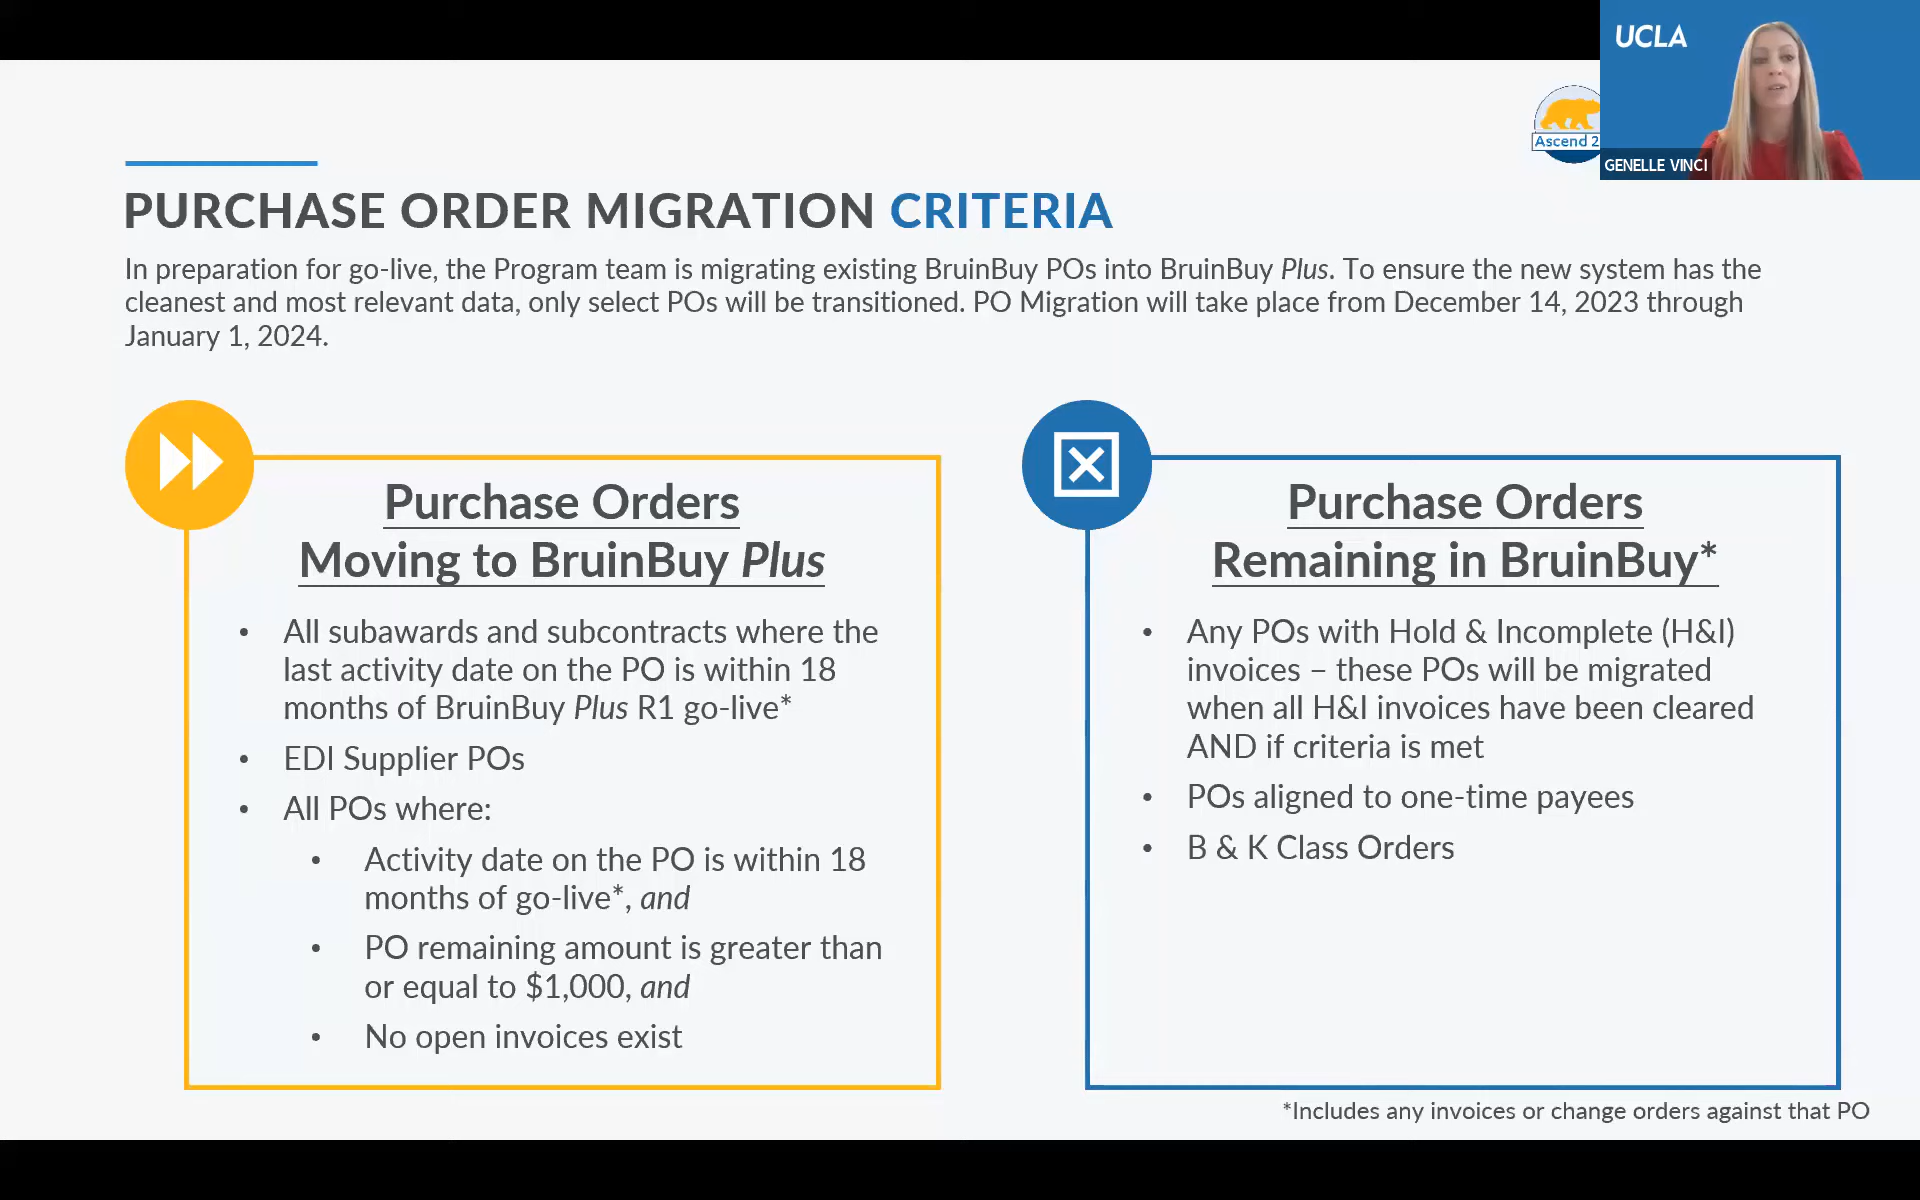 UCLA
GENELLE VINCI
Ascend 2
PURCHASE ORDER MIGRATION CRITERIA
In preparation for go-live, the Program team is migrating existing BruinBuy POs into BruinBuy Plus. To ensure the new system has the
cleanest and most relevant data, only select POs will be transitioned. PO Migration will take place from December 14, 2023 through
January 1, 2024.
Purchase Orders
Moving to BruinBuy Plus
• All subawards and subcontracts where the
last activity date on the PO is within 18
months of BruinBuy Plus R1 go-live*
• EDI Supplier POs
• All POs where:
• Activity date on the PO is within 18
months of go-live*, and
• PO remaining amount is greater than
or equal to $1,000, and
• No open invoices exist
Purchase Orders
Remaining in BruinBuy*
• Any POs with Hold & Incomplete (H&I)
invoices – these POs will be migrated
when all H&I invoices have been cleared
AND if criteria is met
• POs aligned to one-time payees
• B & K Class Orders
*Includes any invoices or change orders against that PO